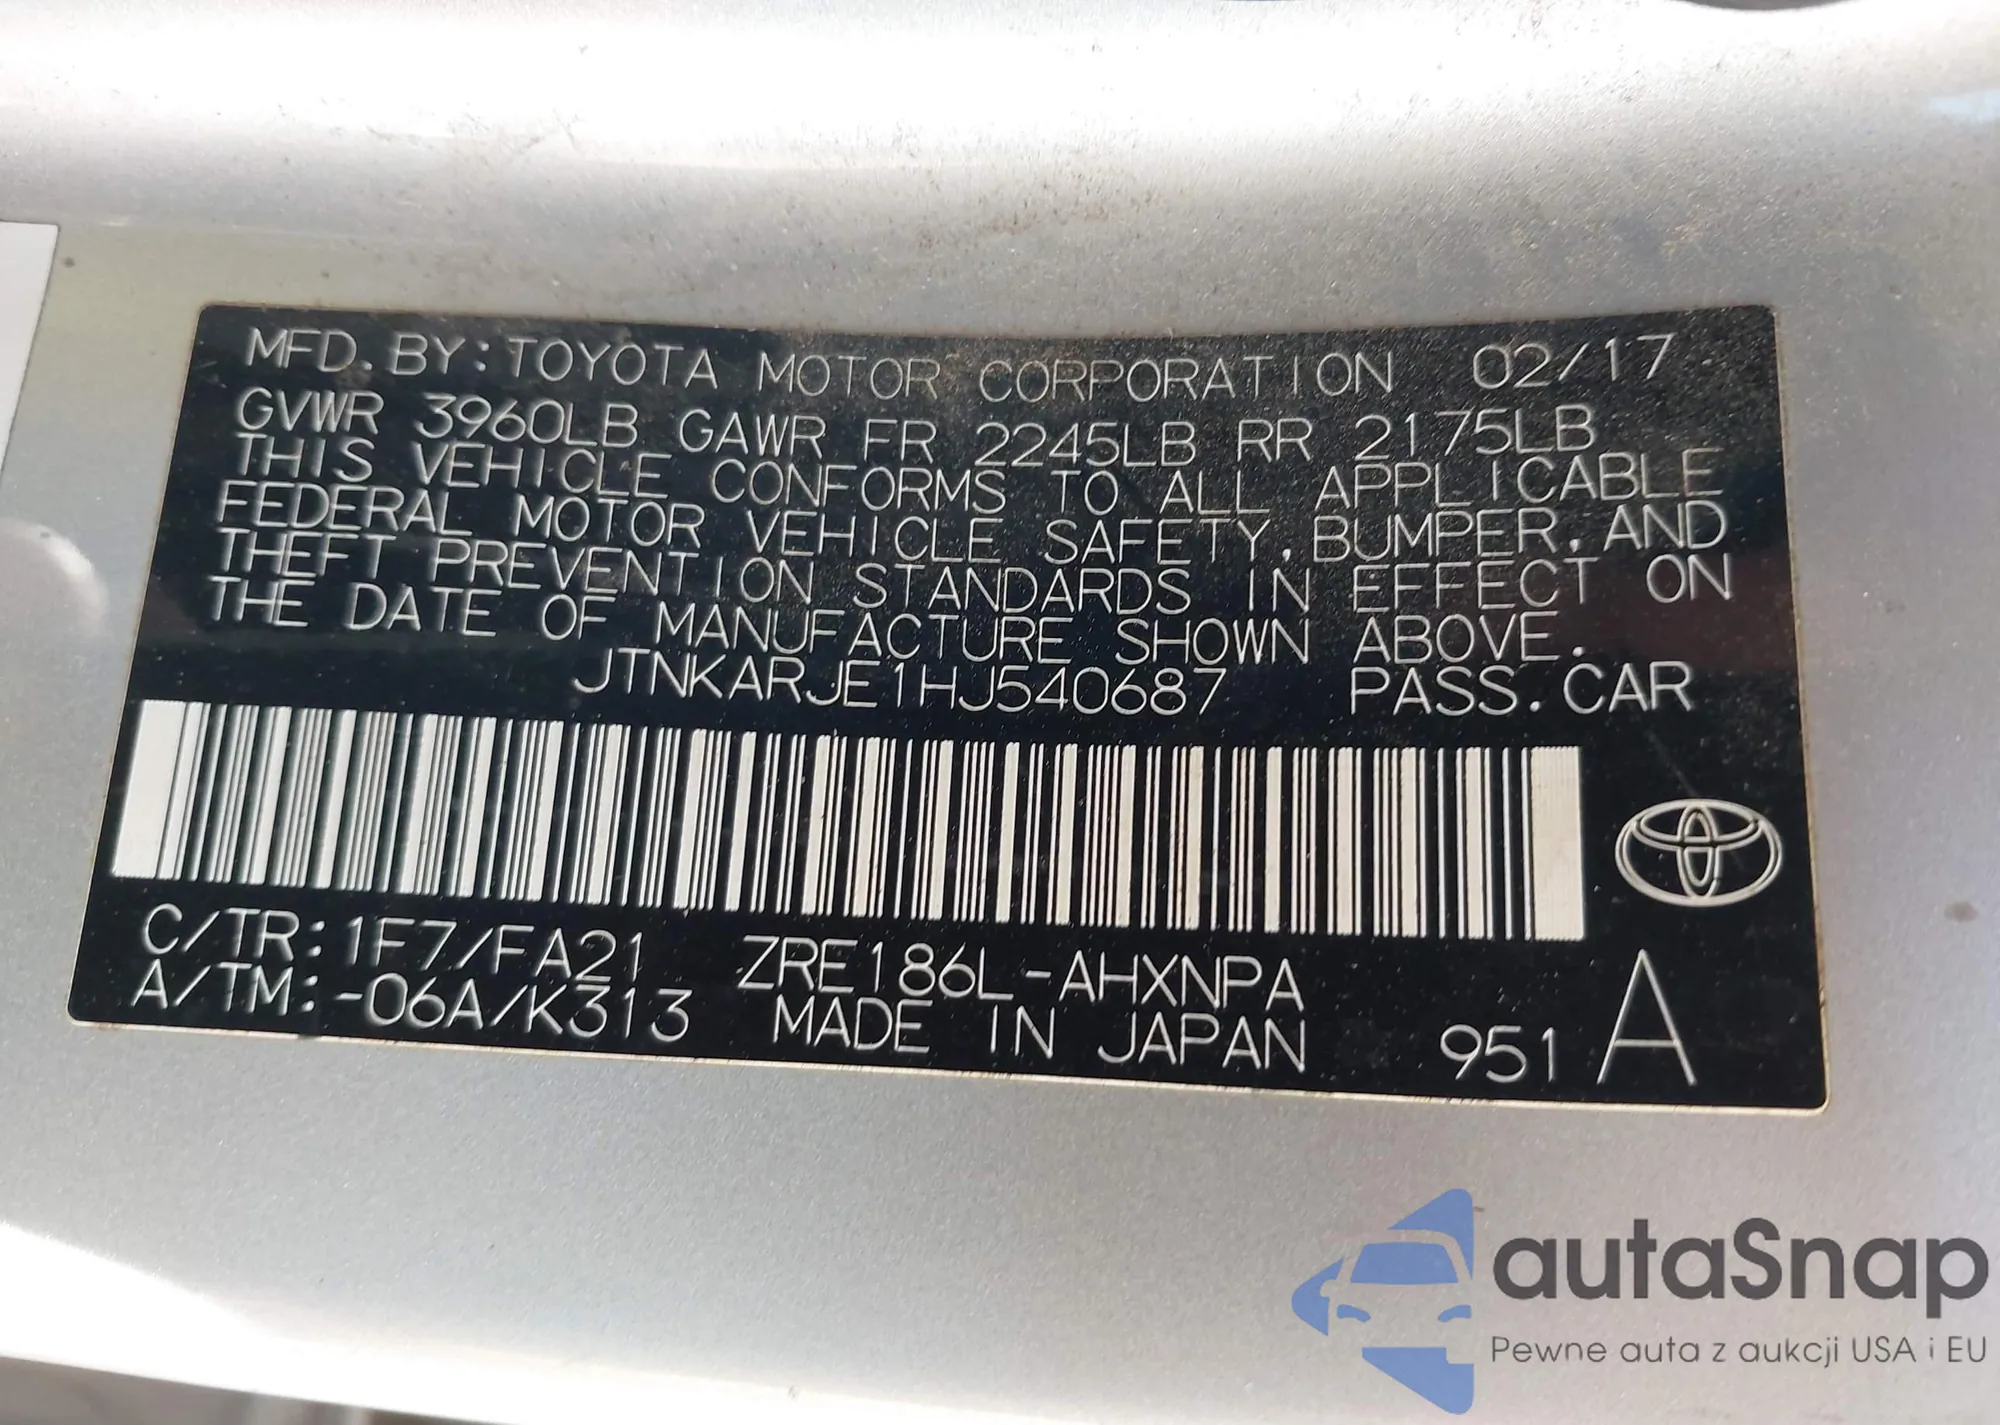 MFD. BY: TOYOTA MOTOR CORPORATION 02/17
GVWR 3960LB GAWR FR 2245LB RR 2175LB
THIS VEHICLE CONFORMS TO ALL APPLICABLE
FEDERAL MOTOR VEHICLE SAFETY, BUMPER, AND
THEFT PREVENTION STANDARDS IN EFFECT ON
THE DATE OF MANUFACTURE SHOWN ABOVE.
JTNKARJE1HJ540687 PASS. CAR
C/TR: 1F7/FA21 ZRE186L-AHXNPA
A/TM: -06A/K313 MADE IN JAPAN 951 A
autaSnap
Pewne auta z aukcji USA i EU